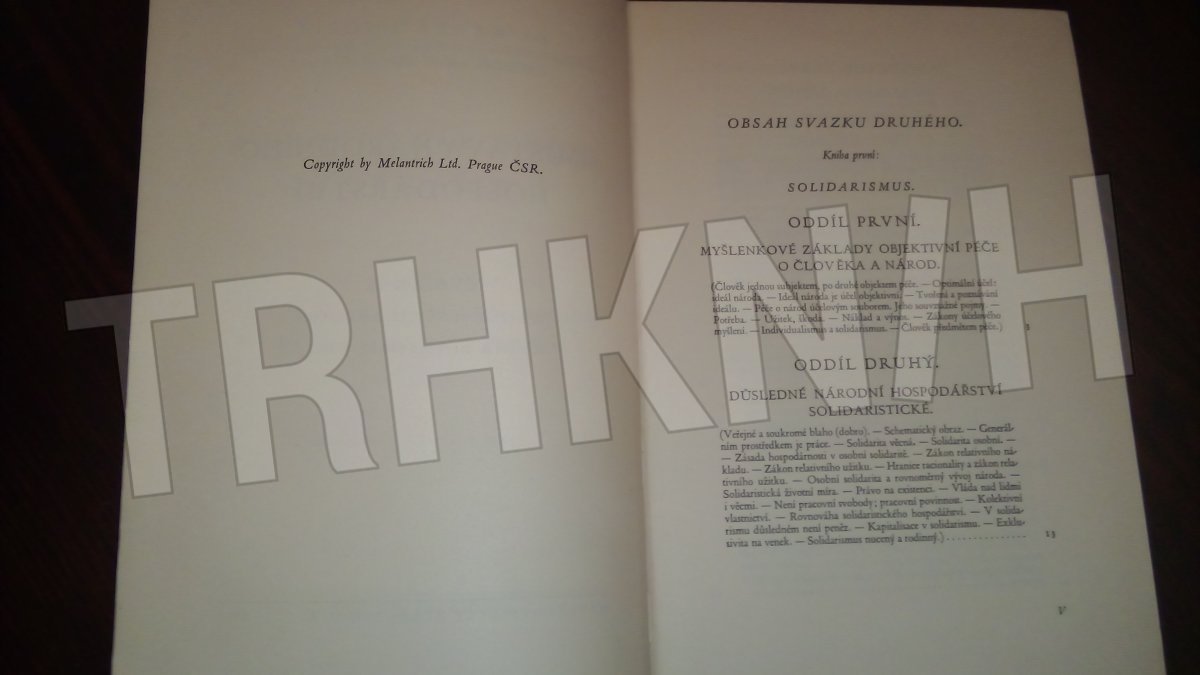 Copyright by Melantrich Ltd. Prague ČSR.
OBSAH SVAZKU DRUHÉHO.
Kniha první:
SOLIDARISMUS.
ODDÍL PRVNÍ.
MYŠLENKOVÉ ZÁKLADY OBJEKTIVNÍ PÉČE
O ČLOVĚKA A NÁROD.
(Člověk jednou subjektem, po druhé objektem péče. — Optimální účel:
ideál národa. — Ideál národa je účel objektivní. — Tvoření a poznávání
ideálu. — Péče o národ účelovým souborem. Jeho souvztažné pojmy. —
Potřeba. — Užitek, škoda. — Náklad a výnos. — Zákony účelového
myšlení. — Individualismus a solidarismus. — Člověk předmětem péče.) 3
ODDÍL DRUHÝ.
DŮSLEDNÉ NÁRODNÍ HOSPODÁŘSTVÍ
SOLIDARISTICKÉ.
(Veřejné a soukromé blaho (dobro). — Schematický obraz. — Generál-
ním prostředkem je práce. — Solidarita věcná. — Solidarita osobní. —
— Zásada hospodárnosti v osobní solidaritě. — Zákon relativního ná-
kladu. — Zákon relativního užitku. — Hranice racionality a zákon rela-
tivního užitku. — Osobní solidarita a rovnoměrný vývoj národa. —
Solidaristická životní míra. — Právo na existenci. — Vláda nad lidmi
i věcmi. — Není pracovní svobody; pracovní povinnost. — Kolektivní
vlastnictví. — Rovnováha solidaristického hospodářství. — V solida-
rismu důsledném není peněz. — Kapitalisace v solidarismu. — Exklu-
sivita na venek. — Solidarismus nucený a rodinný.) . . . . . . . . . . . . . . 13
V
TRHKNIH